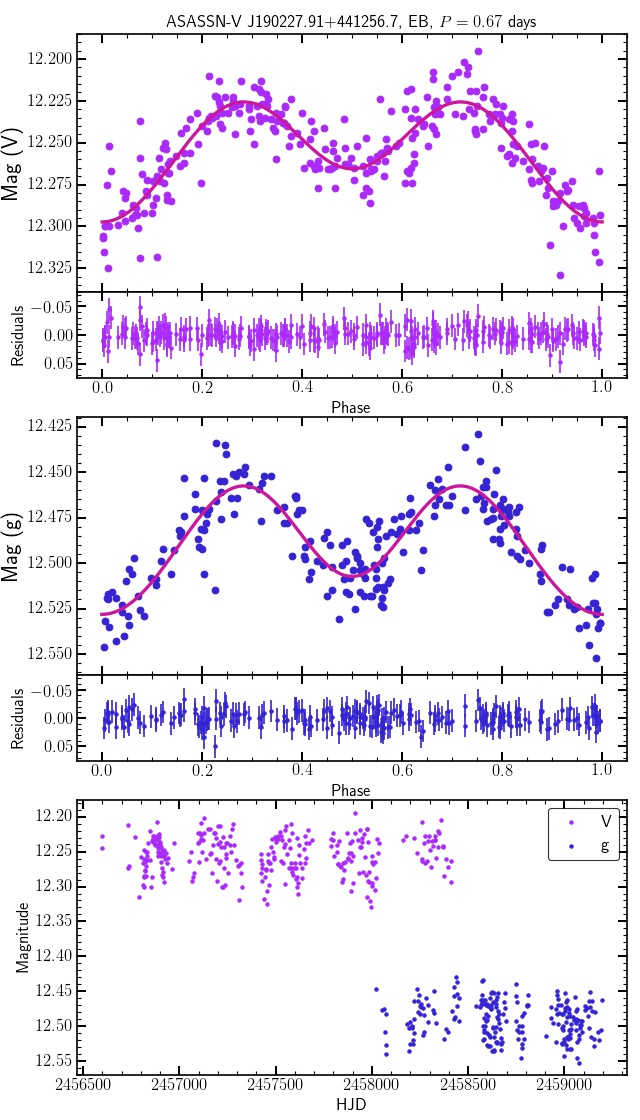 ASASSN-V J190227.91+441256.7, EB, P = 0.67 days
Mag (V)
12.200
12.225
12.250
12.275
12.300
12.325
Residuals
−0.05
0.00
0.05
0.0 0.2 0.4 0.6 0.8 1.0
Phase
Mag (g)
12.425
12.450
12.475
12.500
12.525
12.550
Residuals
−0.05
0.00
0.05
0.0 0.2 0.4 0.6 0.8 1.0
Phase
Magnitude
12.20
12.25
12.30
12.35
12.40
12.45
12.50
12.55
V
g
2456500 2457000 2457500 2458000 2458500 2459000
HJD